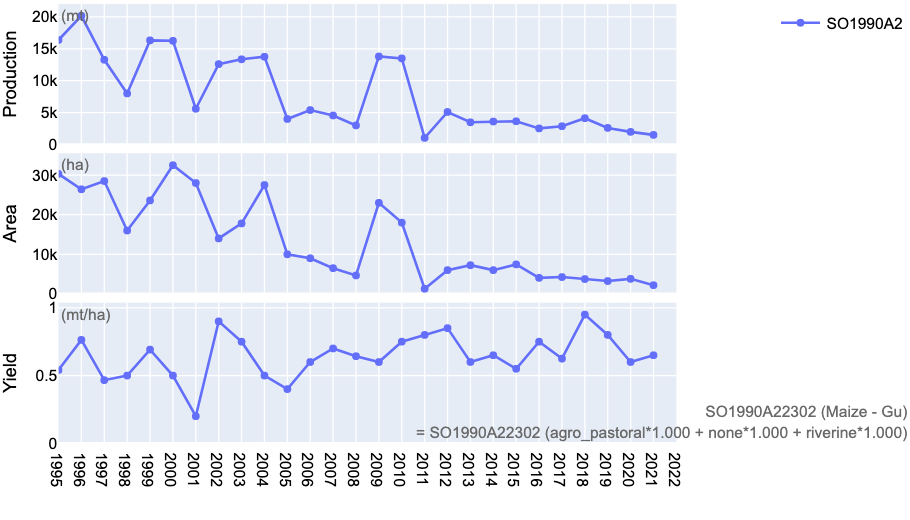 20k
(mt)
SO1990A2
15k
Production
10k
5k
0
(ha)
30k
Area
20k
10k
0
1
(mt/ha)
Yield
0.5
SO1990A22302 (Maize - Gu)
= SO1990A22302 (agro_pastoral*1.000 + none*1.000 + riverine*1.000)
0
1995 1996 1997 1998 1999 2000 2001 2002 2003 2004 2005 2006 2007 2008 2009 2010 2011 2012 2013 2014 2015 2016 2017 2018 2019 2020 2021 2022